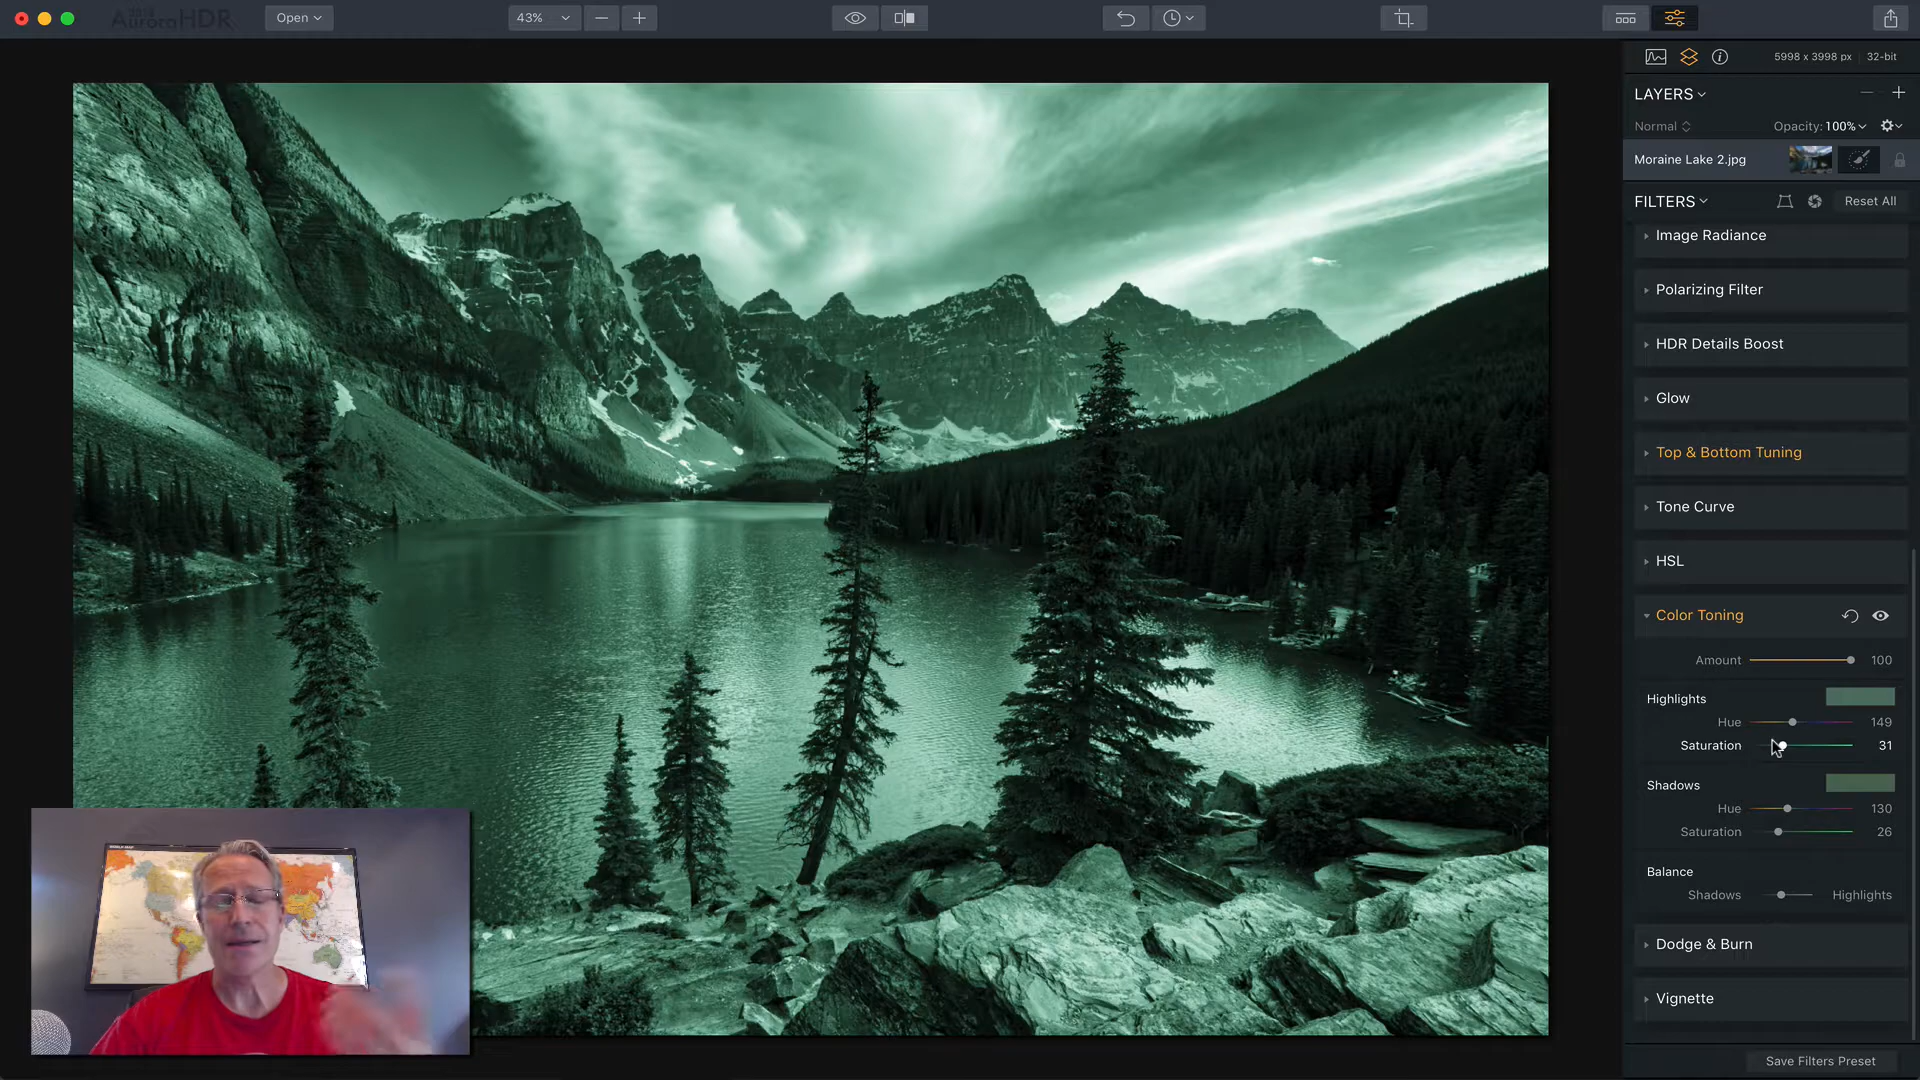 2018
AuroraHDR
Open
43%
5998 x 3998 px
32-bit
LAYERS
Normal
Opacity: 100%
Moraine Lake 2.jpg
FILTERS
Reset All
Image Radiance
Polarizing Filter
HDR Details Boost
Glow
Top & Bottom Tuning
Tone Curve
HSL
Color Toning
Amount 100
Highlights
Hue 149
Saturation 31
Shadows
Hue 130
Saturation 26
Balance
Shadows Highlights
Dodge & Burn
Vignette
Save Filters Preset